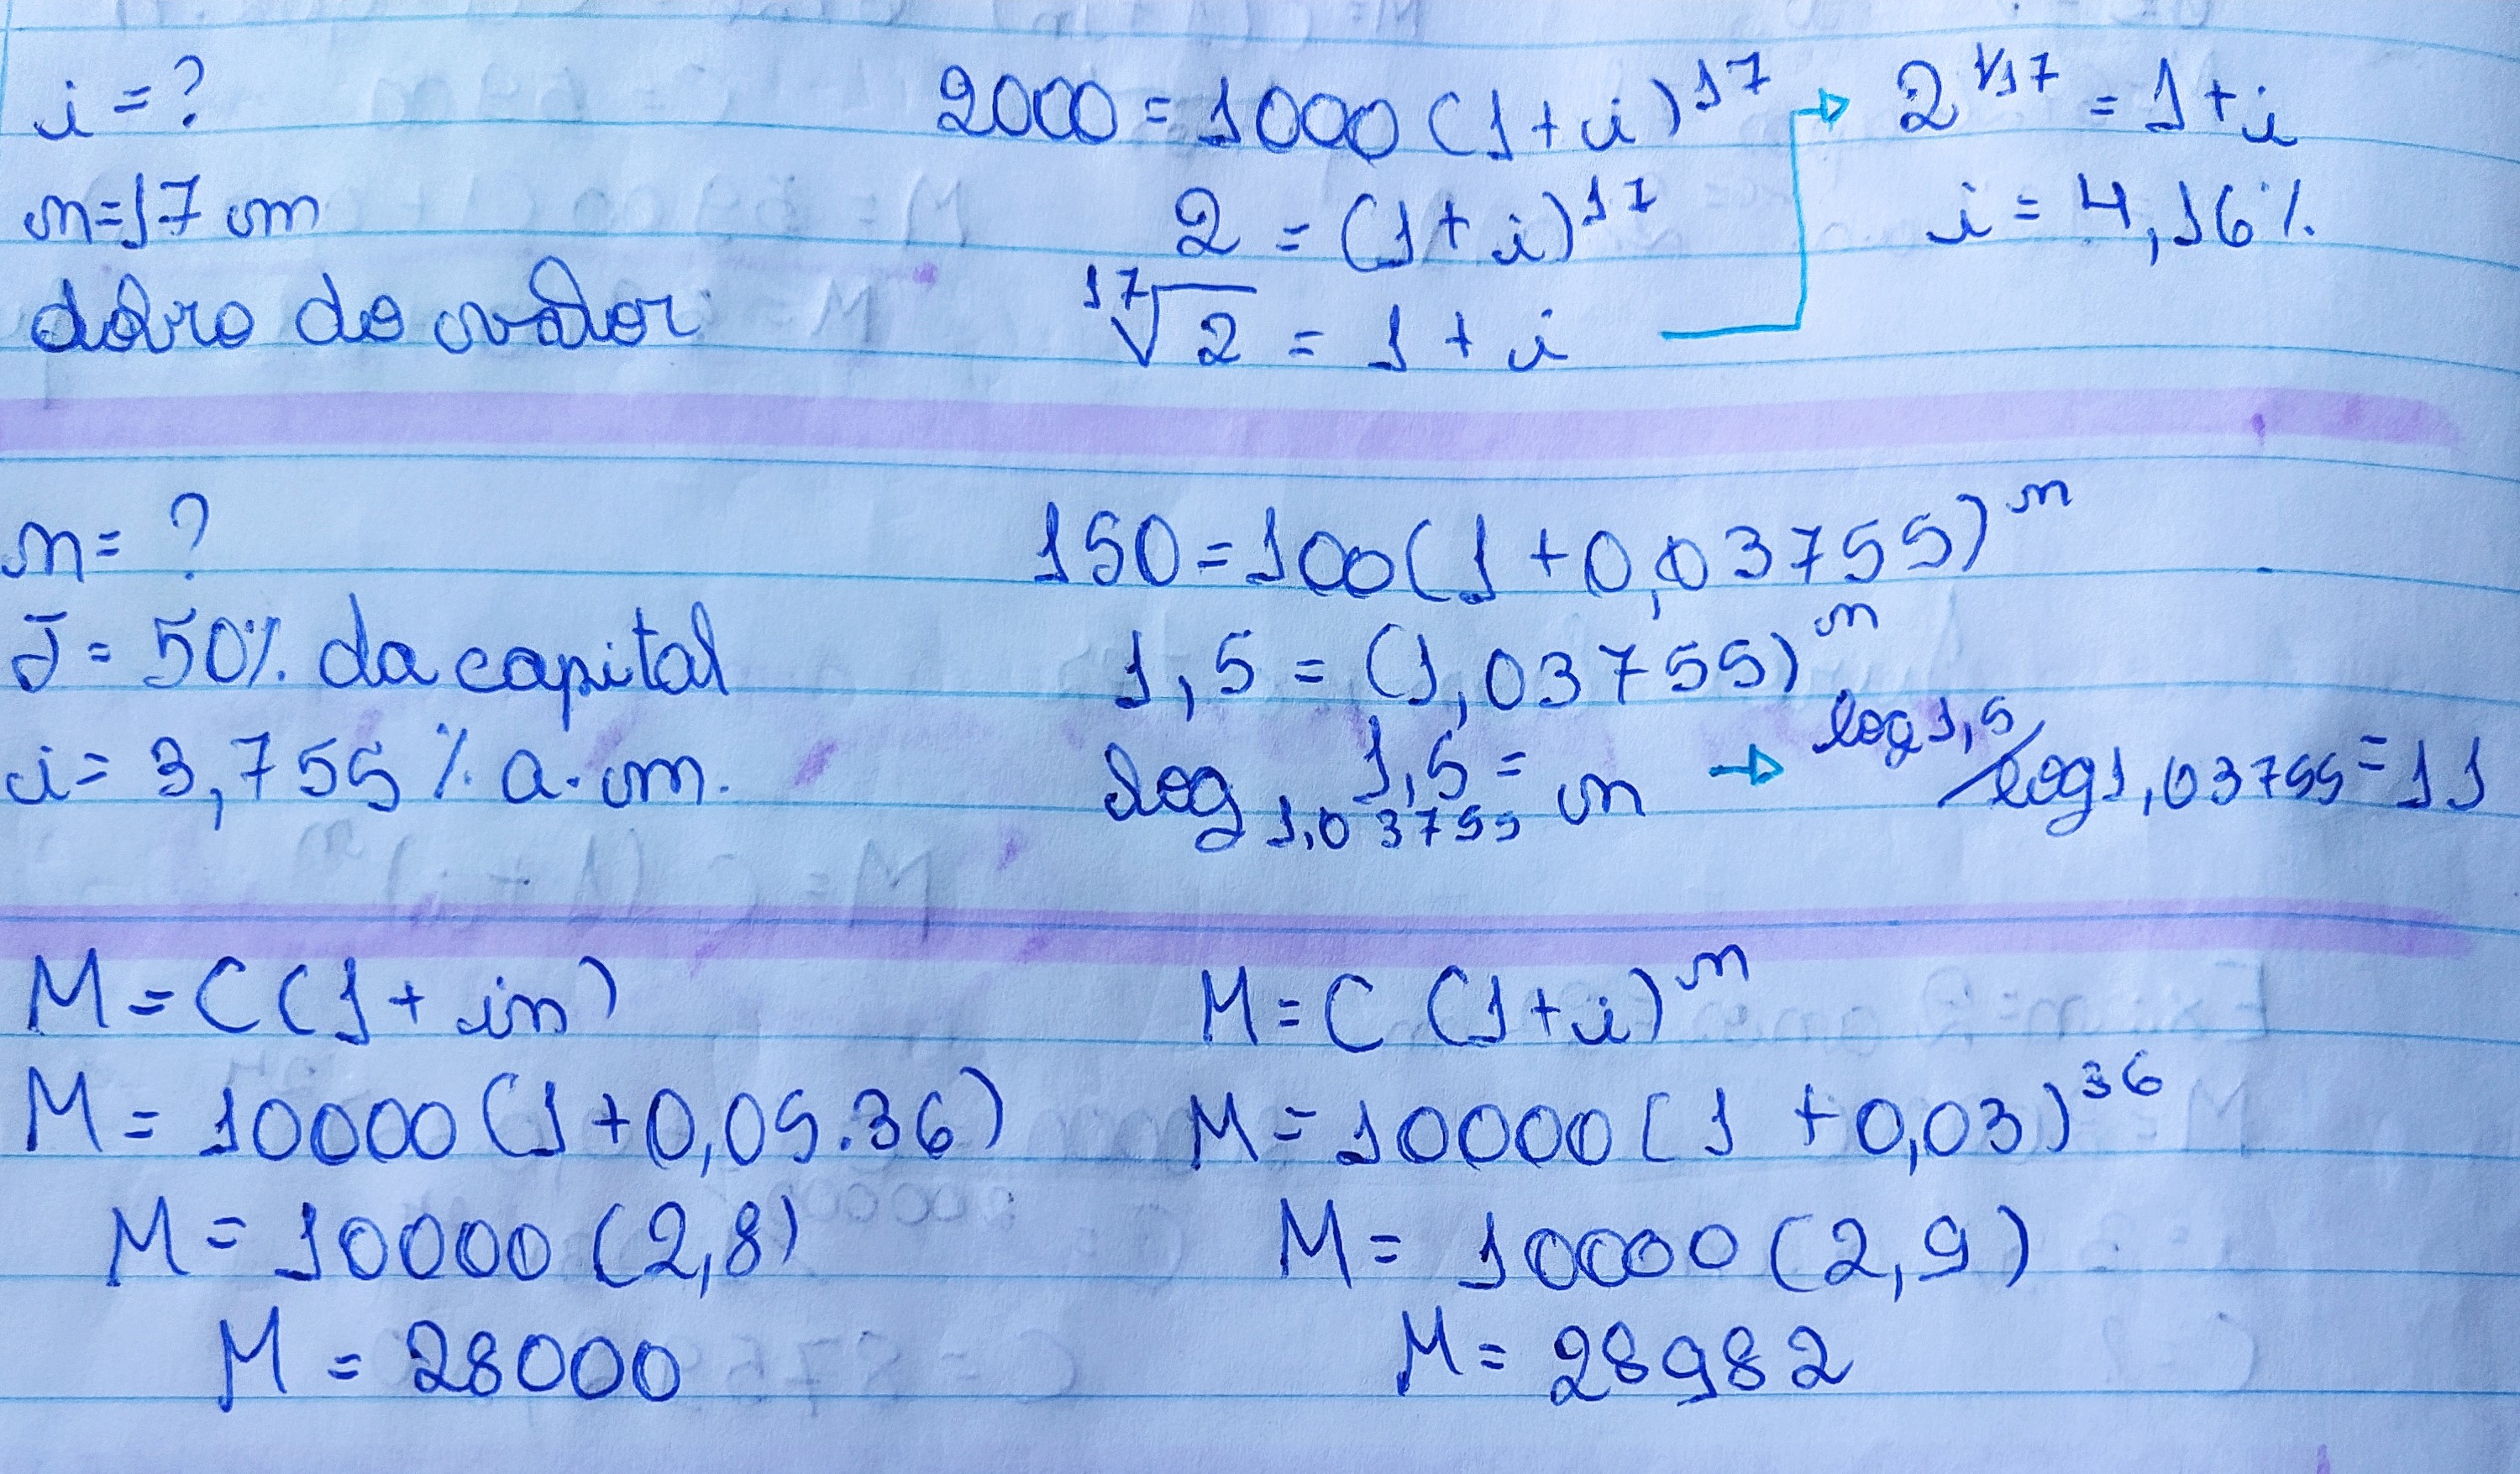 i = ?
n=17 m
dobro do valor
2000 = 1000 (1+i)^17
2 = (1+i)^17
17√2 = 1 + i
→ 2^1/17 = 1+i
i = 4,16%
n = ?
J = 50% da capital
i = 3,755 % a.m.
150 = 100 (1 + 0,03755)^n
1,5 = (1,03755)^n
log 1,03755 1,5 = n → log 1,5 / log 1,03755 = 11
M = C (1 + in)
M = 10000 (1 + 0,05.36)
M = 10000 (2,8)
M = 28000
M = C (1+i)^n
M = 10000 (1 + 0,03)^36
M = 10000 (2,9)
M = 28982